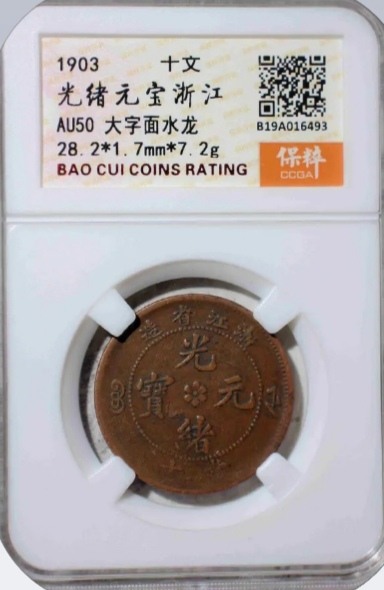 1903 十文
光绪元宝浙江
AU50 大字面水龙
28.2*1.7mm*7.2g
BAO CUI COINS RATING
B19A016493
保粹
CCGA
浙江省造
光
寶 元
緒